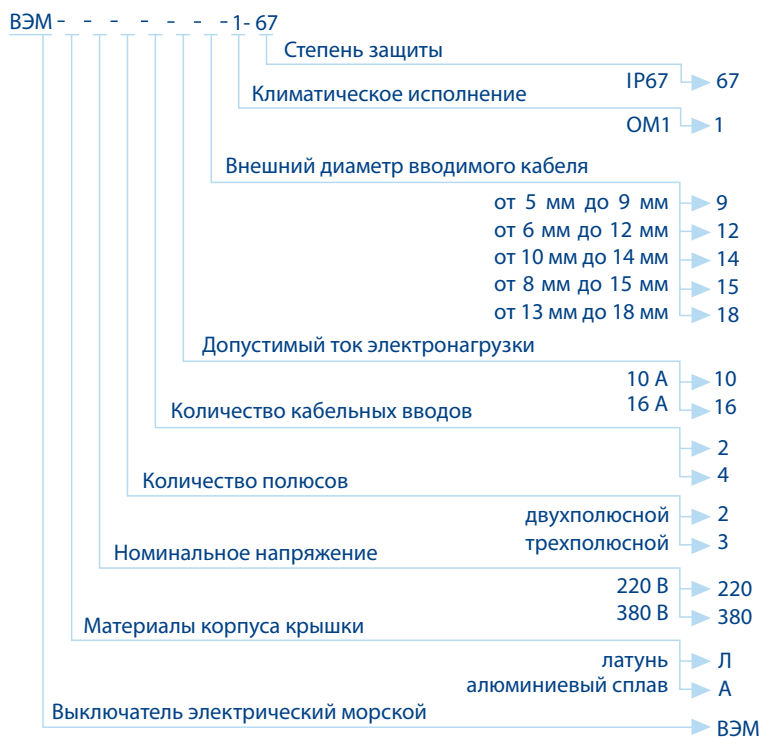 ВЭМ - - - - - - - 1- 67
Степень защиты
IP67 67
Климатическое исполнение
ОМ1 1
Внешний диаметр вводимого кабеля
от 5 мм до 9 мм 9
от 6 мм до 12 мм 12
от 10 мм до 14 мм 14
от 8 мм до 15 мм 15
от 13 мм до 18 мм 18
Допустимый ток электронагрузки
10 А 10
16 А 16
Количество кабельных вводов
2
4
Количество полюсов
двухполюсной 2
трехполюсной 3
Номинальное напряжение
220 В 220
380 В 380
Материалы корпуса крышки
латунь Л
алюминиевый сплав А
Выключатель электрический морской
ВЭМ